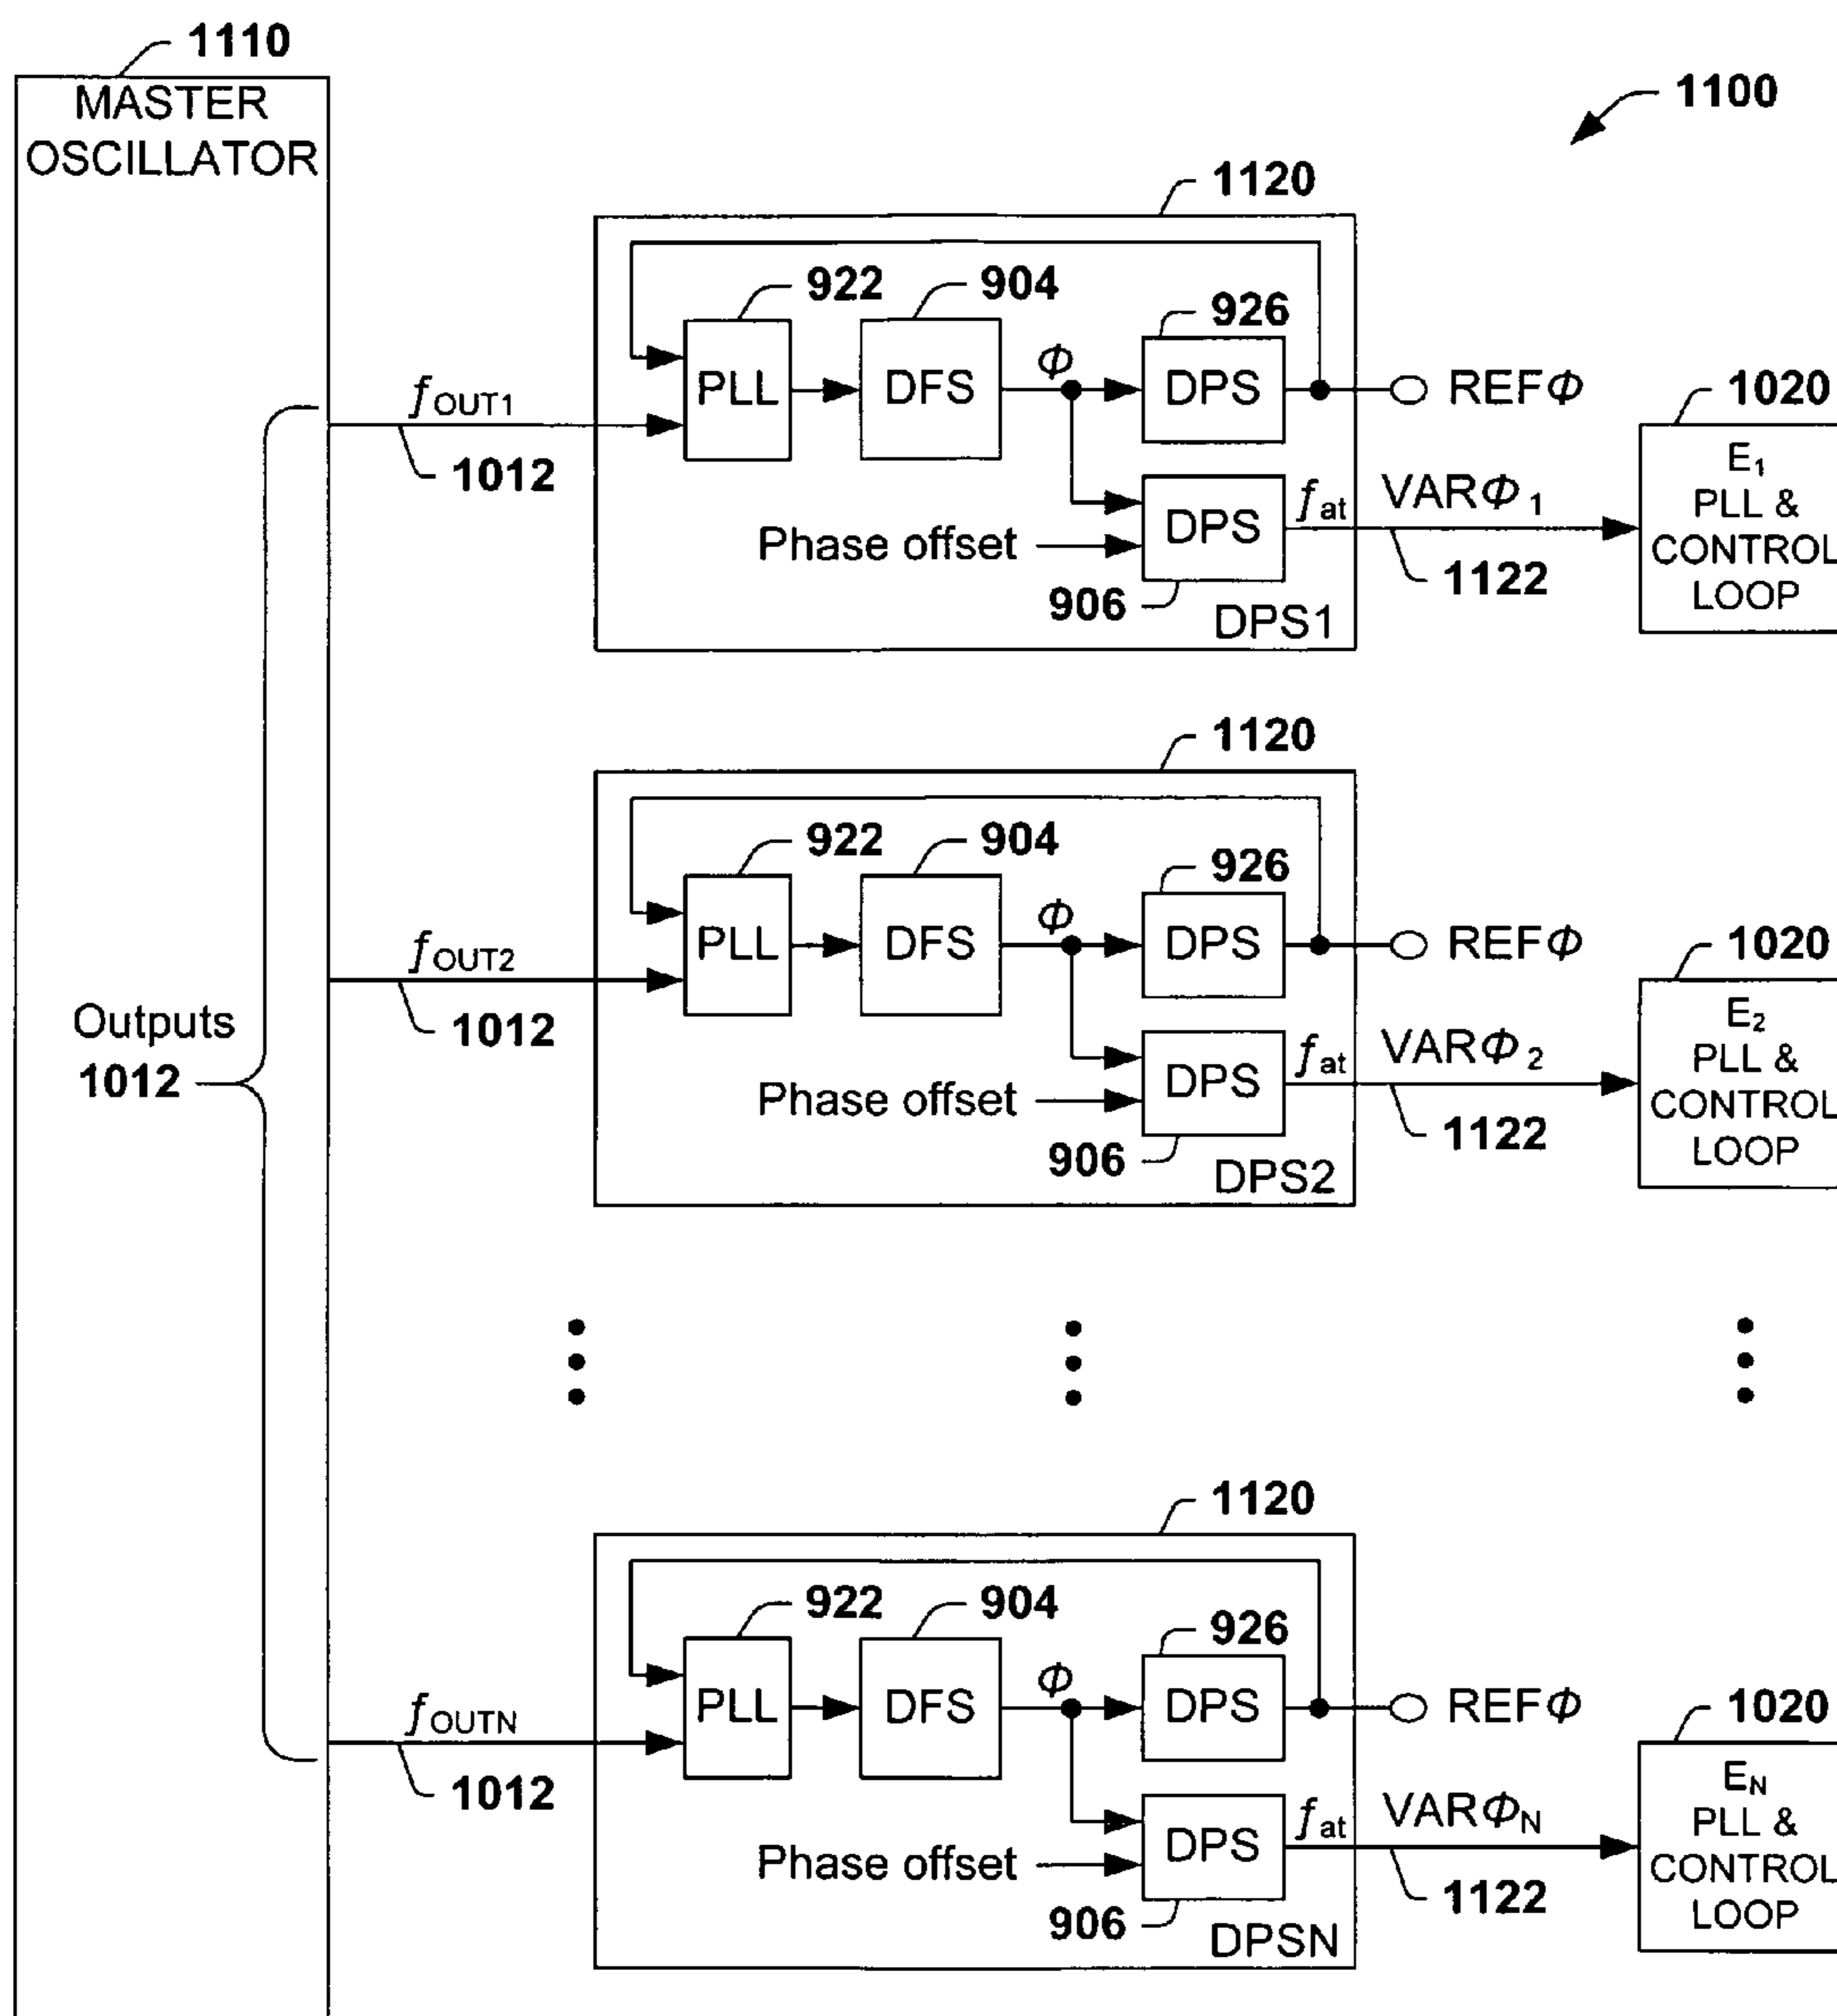 1110
MASTER
OSCILLATOR
1100
1120
922
904
926
PLL
DFS
Φ
DPS
REFΦ
fOUT1
1012
Phase offset
DPS
fat
VARΦ1
1122
906
DPS1
1020
E1
PLL &
CONTROL
LOOP
1120
922
904
926
PLL
DFS
Φ
DPS
REFΦ
fOUT2
1012
Phase offset
DPS
fat
VARΦ2
1122
906
DPS2
1020
E2
PLL &
CONTROL
LOOP
Outputs
1012
1120
922
904
926
PLL
DFS
Φ
DPS
REFΦ
fOUTN
1012
Phase offset
DPS
fat
VARΦN
1122
906
DPSN
1020
EN
PLL &
CONTROL
LOOP